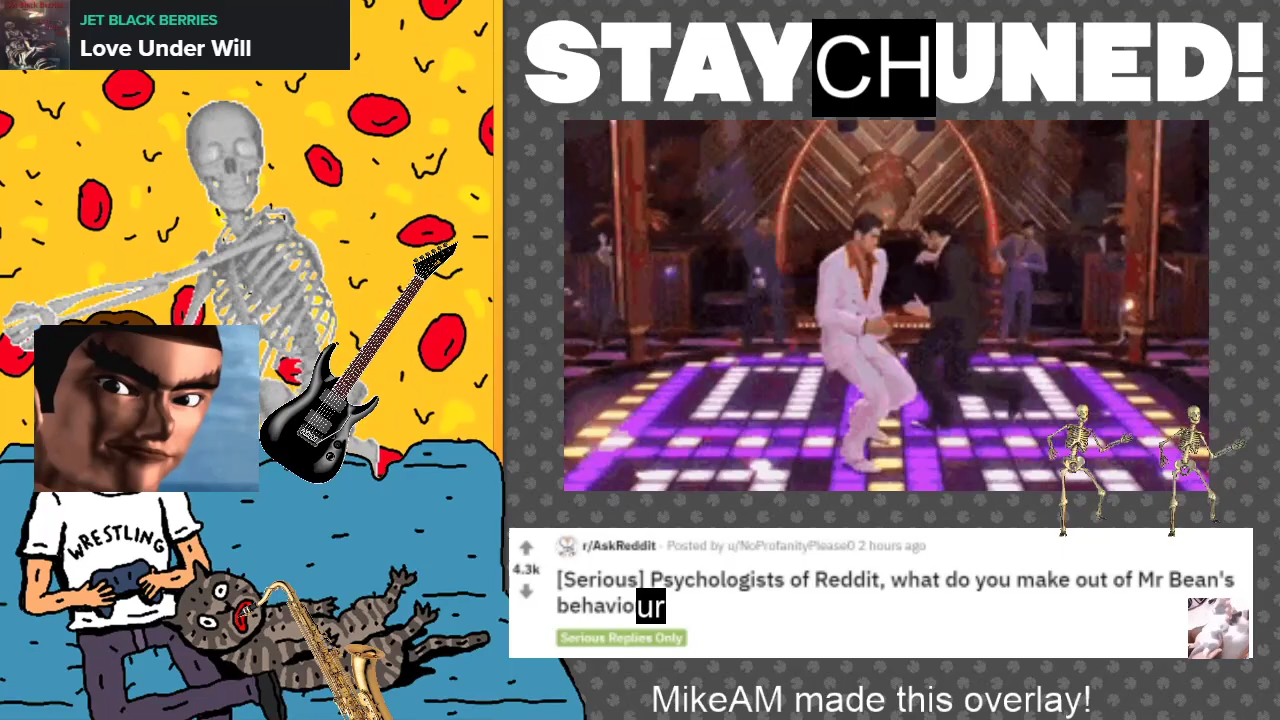 JET BLACK BERRIES
Love Under Will
STAYCHUNED!
WRESTLING
r/AskReddit · Posted by u/NoProfanityPlease0 2 hours ago
4.3k
[Serious] Psychologists of Reddit, what do you make out of Mr Bean's
behaviour
Serious Replies Only
MikeAM made this overlay!